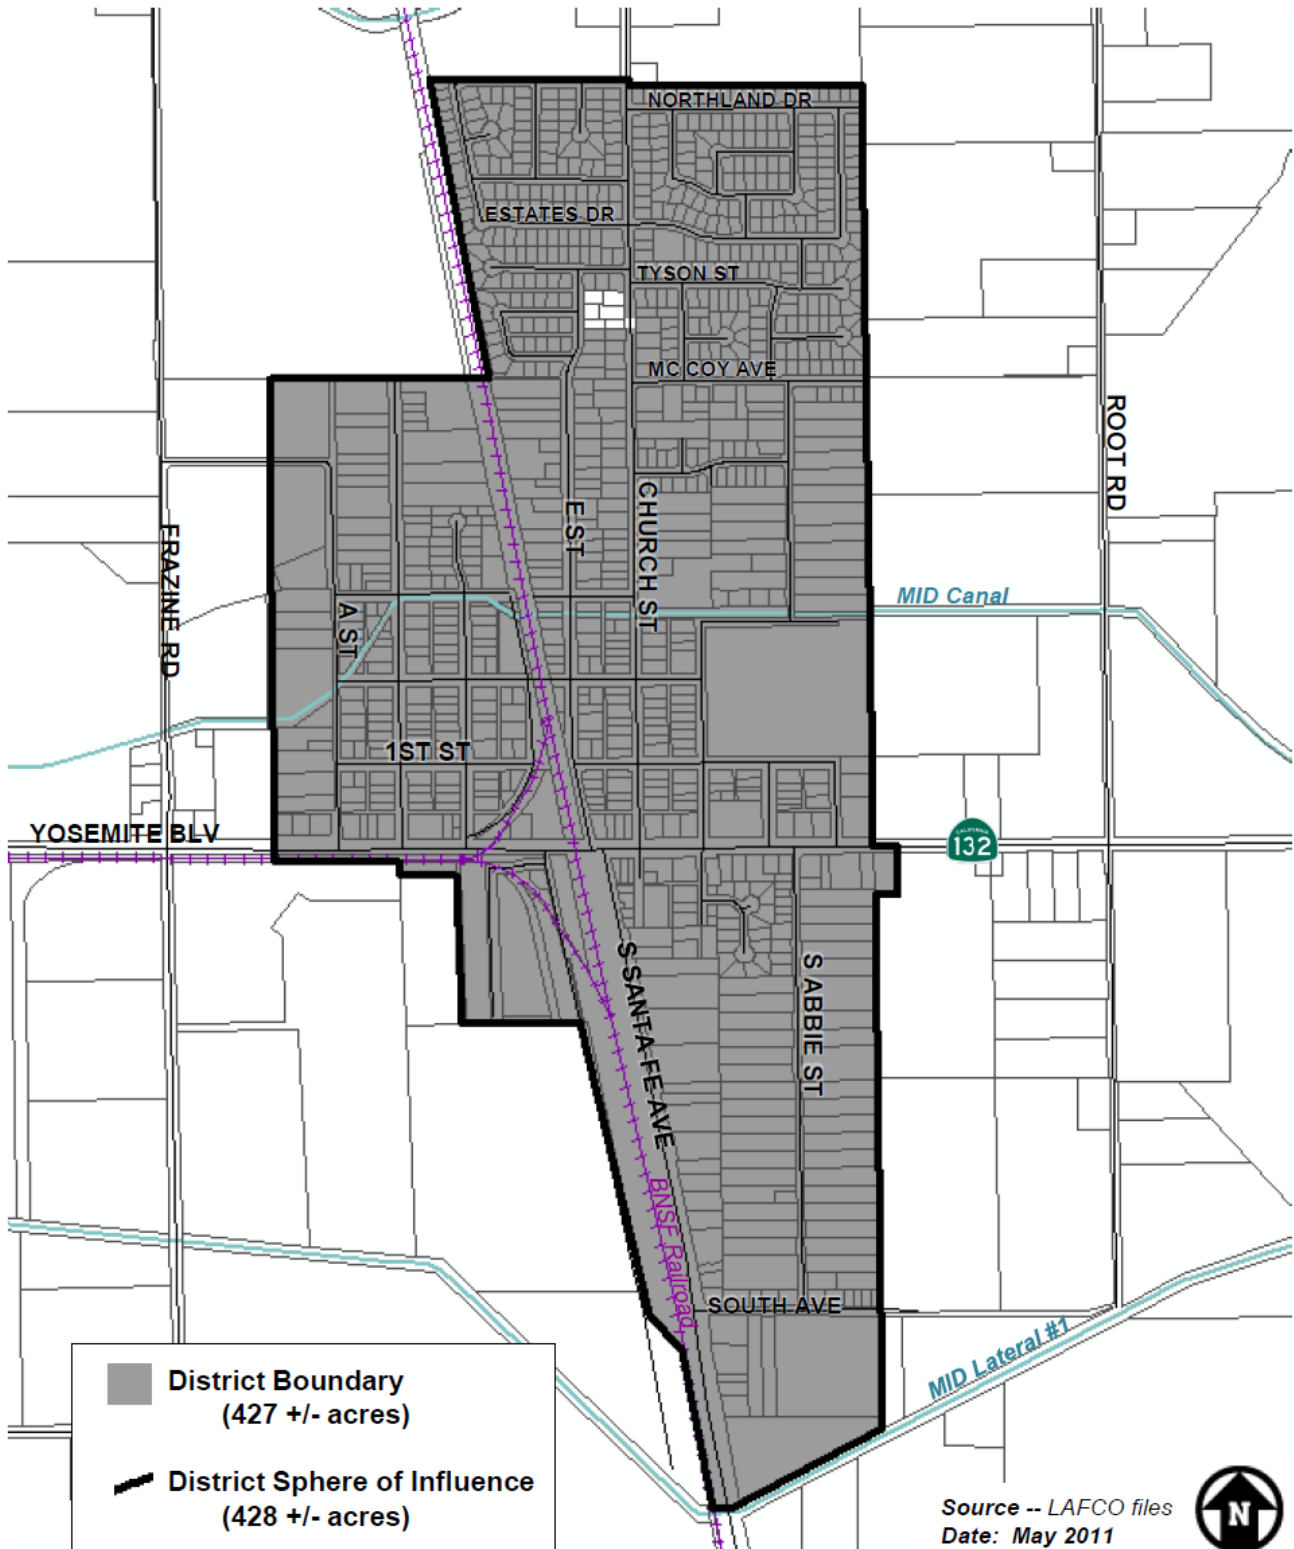 NORTHLAND DR
ESTATES DR
TYSON ST
MC COY AVE
ROOT RD
E ST
CHURCH ST
FRAZINE RD
MID Canal
A ST
1ST ST
YOSEMITE BLV
CALIFORNIA
132
S SANTA FE AVE
S ABBIE ST
BNSF Railroad
SOUTH AVE
MID Lateral #1
District Boundary
(427 +/- acres)
District Sphere of Influence
(428 +/- acres)
Source -- LAFCO files
Date: May 2011
N